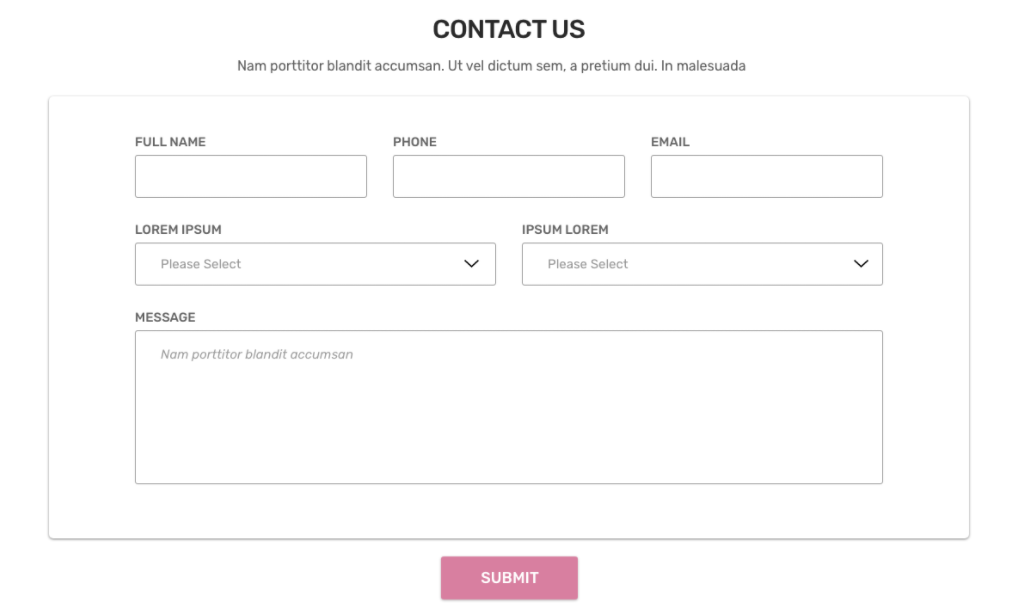 CONTACT US
Nam porttitor blandit accumsan. Ut vel dictum sem, a pretium dui. In malesuada
FULL NAME
PHONE
EMAIL
LOREM IPSUM
IPSUM LOREM
Please Select
Please Select
MESSAGE
Nam porttitor blandit accumsan
SUBMIT